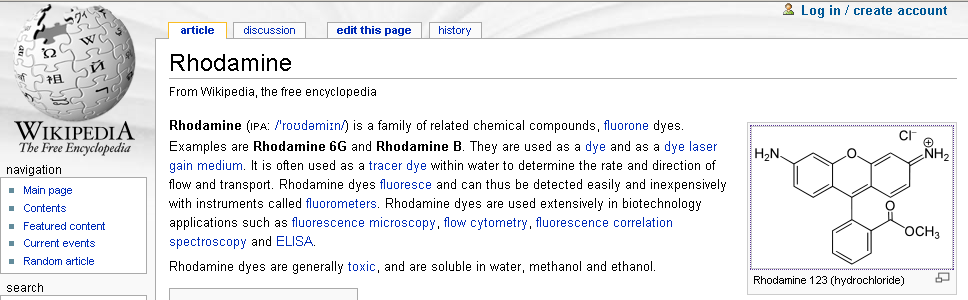 Log in / create account
article discussion edit this page history
Rhodamine
From Wikipedia, the free encyclopedia
WIKIPEDIA
The Free Encyclopedia
navigation
Main page
Contents
Featured content
Current events
Random article
search
Rhodamine (IPA: /'roʊdəmiːn/) is a family of related chemical compounds, fluorone dyes.
Examples are Rhodamine 6G and Rhodamine B. They are used as a dye and as a dye laser
gain medium. It is often used as a tracer dye within water to determine the rate and direction of
flow and transport. Rhodamine dyes fluoresce and can thus be detected easily and inexpensively
with instruments called fluorometers. Rhodamine dyes are used extensively in biotechnology
applications such as fluorescence microscopy, flow cytometry, fluorescence correlation
spectroscopy and ELISA.
Rhodamine dyes are generally toxic, and are soluble in water, methanol and ethanol.
Cl⁻
H₂N O NH₂ ⊕
O
OCH₃
Rhodamine 123 (hydrochloride)
Ω W И 祖